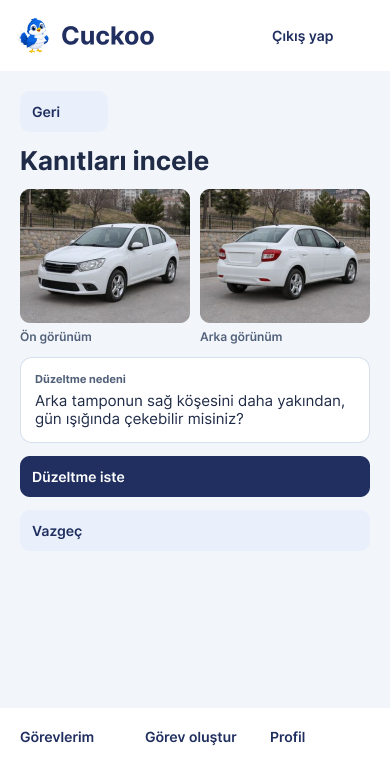 Cuckoo
Çıkış yap
Geri
Kanıtları incele
Ön görünüm
Arka görünüm
Düzeltme nedeni
Arka tamponun sağ köşesini daha yakından,
gün ışığında çekebilir misiniz?
Düzeltme iste
Vazgeç
Görevlerim
Görev oluştur
Profil